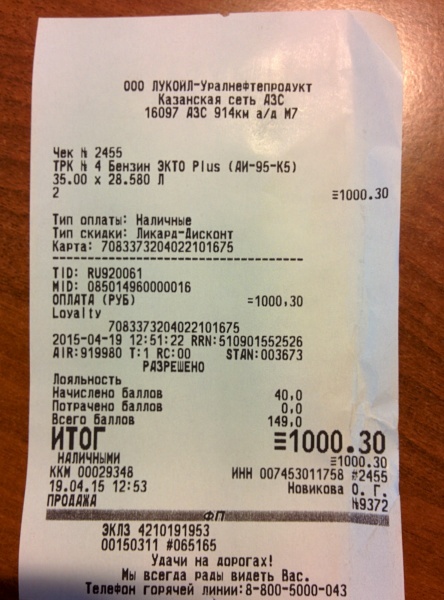 ООО ЛУКОЙЛ-Уралнефтепродукт
Казанская сеть АЗС
16097 АЗС 914км а/д М7
Чек № 2455
ТРК № 4 Бензин ЭКТО Plus (АИ-95-К5)
35.00 x 28.580 Л
2 ≡1000.30
Тип оплаты: Наличные
Тип скидки: Ликард-Дисконт
Карта: 7083373204022101675
TID: RU920061
MID: 085014960000016
ОПЛАТА (РУБ) =1000,30
Loyalty
7083373204022101675
2015-04-19 12:51:22 RRN:510901552526
AIR:919980 T:1 RC:00 STAN:003673
РАЗРЕШЕНО
Лояльность
Начислено баллов 40,0
Потрачено баллов 0,0
Всего баллов 149,0
ИТОГ ≡1000.30
НАЛИЧНЫМИ ≡1000.30
ККМ 00029348 ИНН 007453011758 #2455
19.04.15 12:53 Новикова О. Г.
ПРОДАЖА №9372
ФП
ЭКЛЗ 4210191953
00150311 #065165
Удачи на дорогах!
Мы всегда рады видеть Вас.
Телефон горячей линии:8-800-5000-043